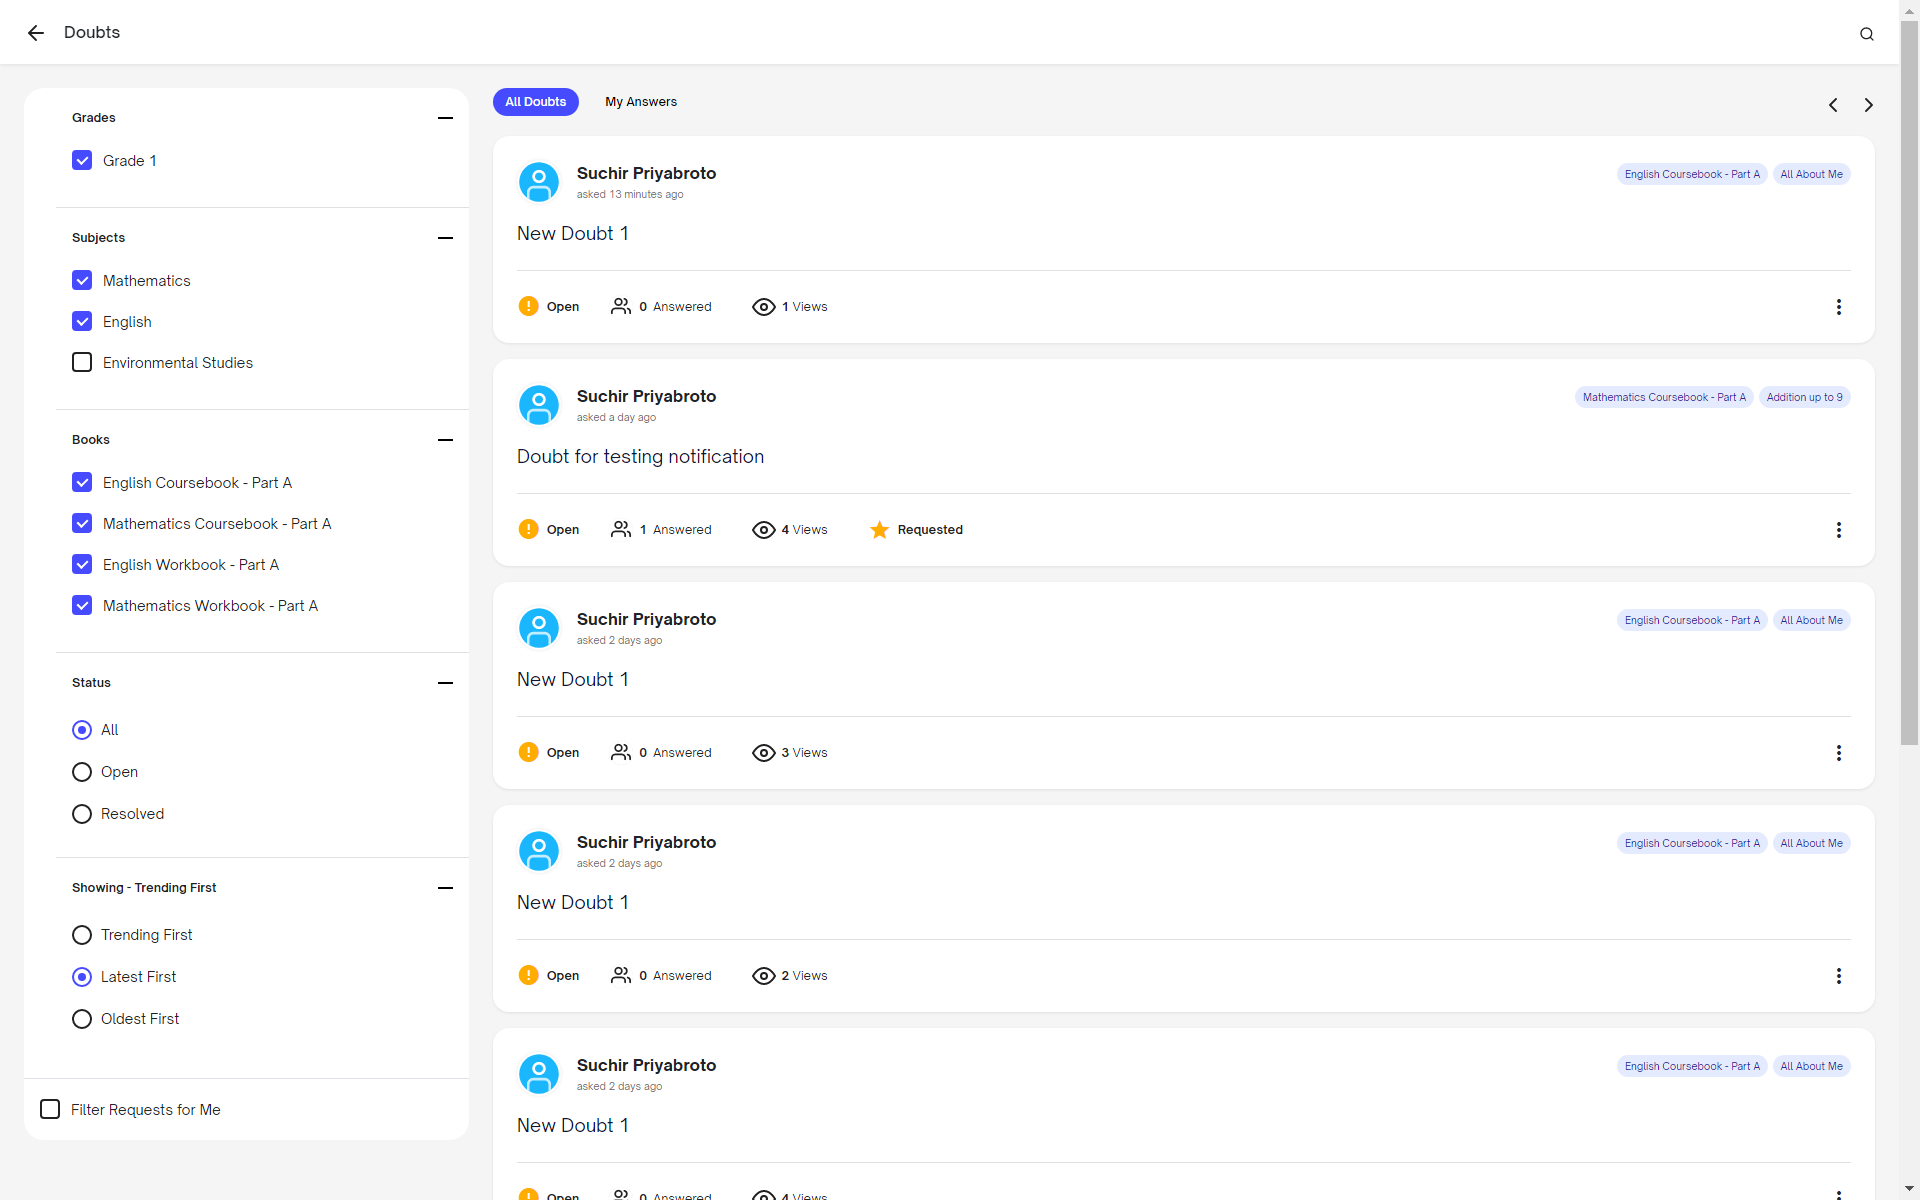 Doubts
Grades
Grade 1
Subjects
Mathematics
English
Environmental Studies
Books
English Coursebook - Part A
Mathematics Coursebook - Part A
English Workbook - Part A
Mathematics Workbook - Part A
Status
All
Open
Resolved
Showing - Trending First
Trending First
Latest First
Oldest First
Filter Requests for Me
All Doubts My Answers
Suchir Priyabroto English Coursebook - Part A All About Me
asked 13 minutes ago
New Doubt 1
Open 0 Answered 1 Views
Suchir Priyabroto Mathematics Coursebook - Part A Addition up to 9
asked a day ago
Doubt for testing notification
Open 1 Answered 4 Views Requested
Suchir Priyabroto English Coursebook - Part A All About Me
asked 2 days ago
New Doubt 1
Open 0 Answered 3 Views
Suchir Priyabroto English Coursebook - Part A All About Me
asked 2 days ago
New Doubt 1
Open 0 Answered 2 Views
Suchir Priyabroto English Coursebook - Part A All About Me
asked 2 days ago
New Doubt 1
Open 0 Answered 4 Views